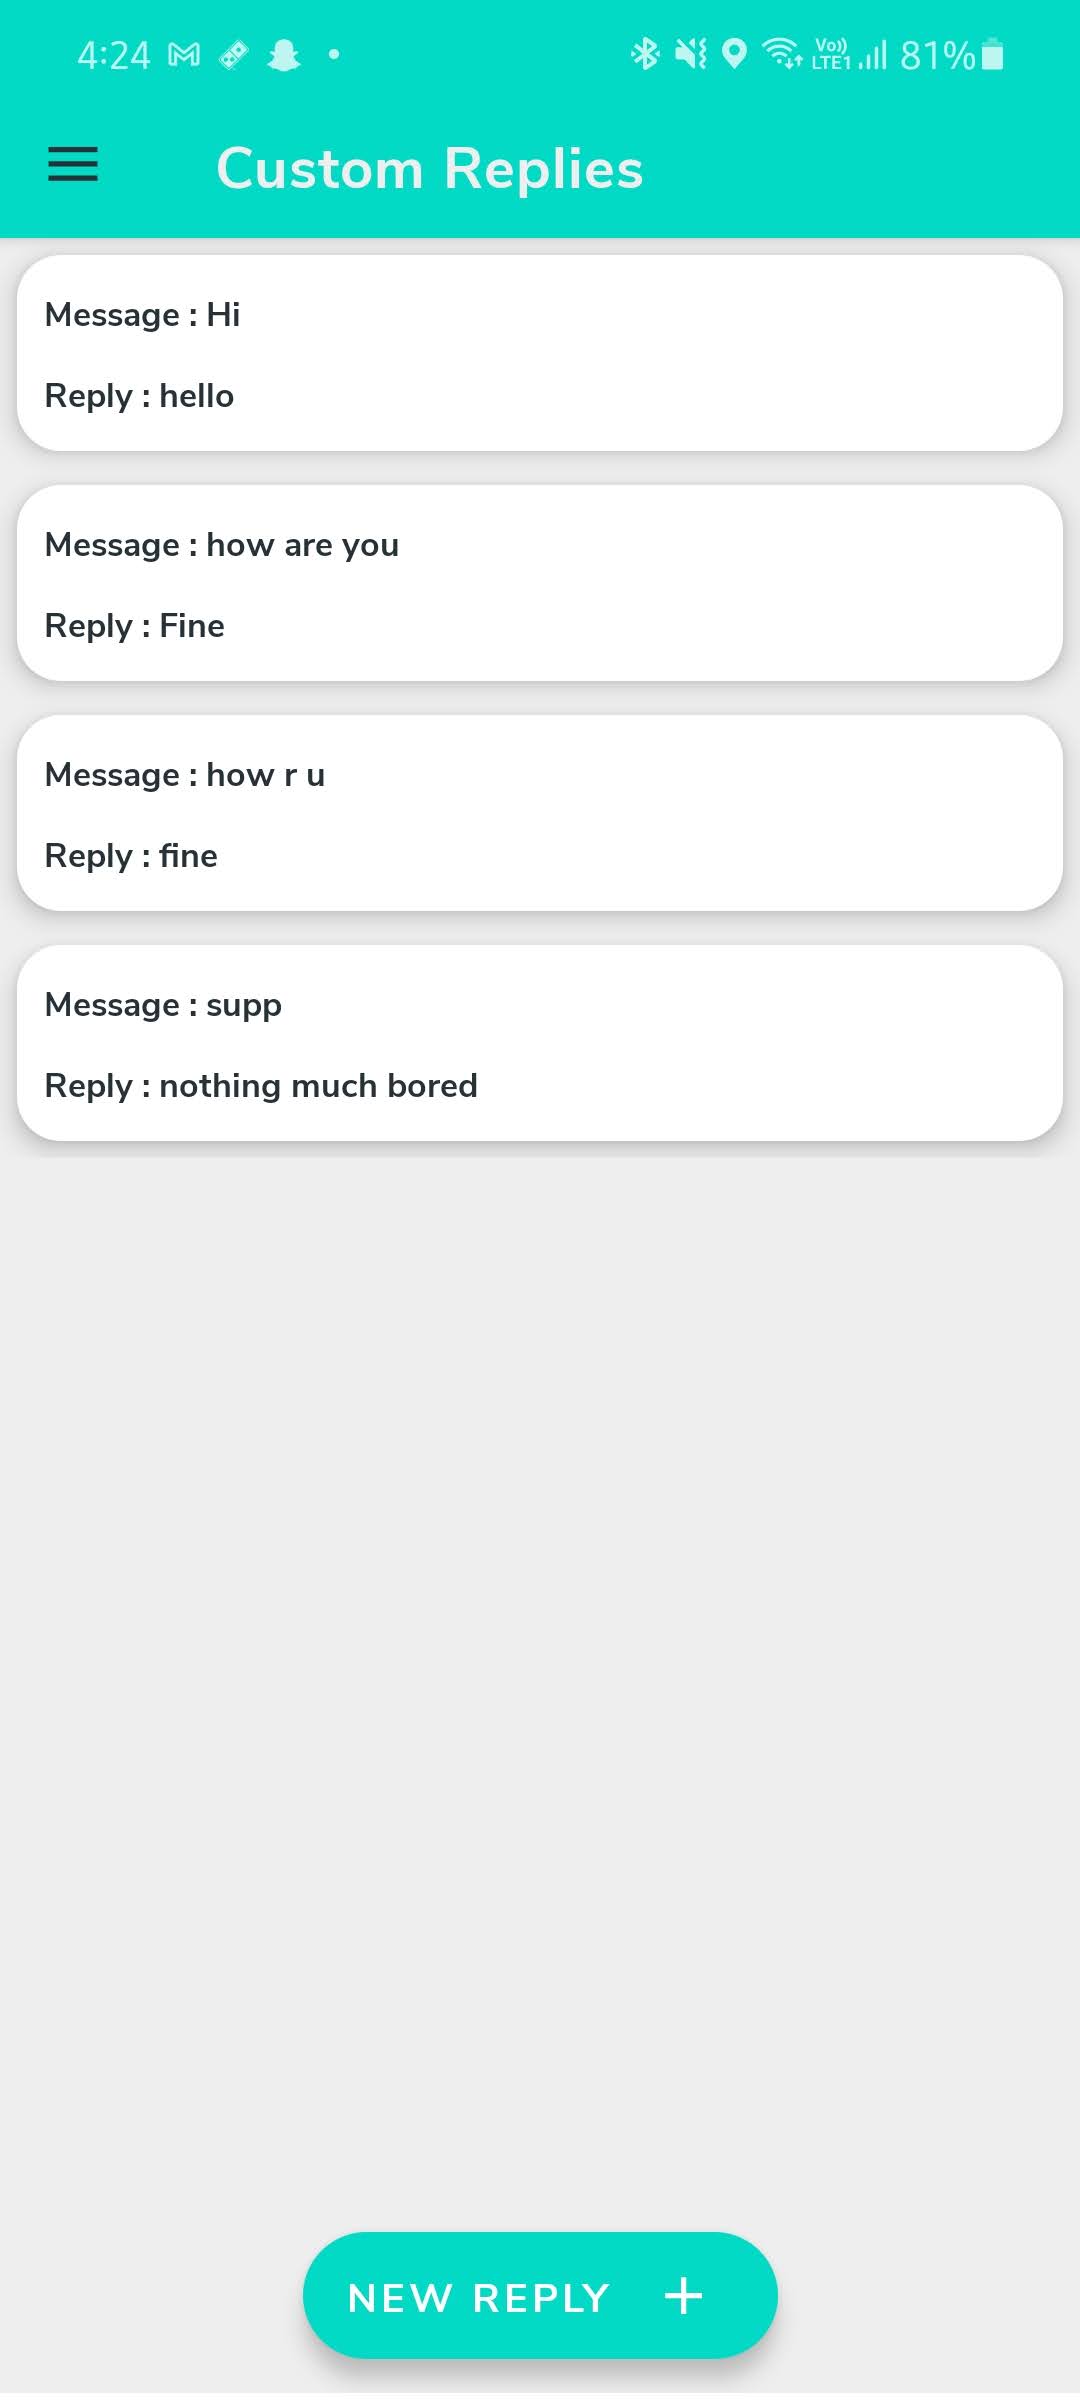 4:24 Vo)) LTE1 81%
Custom Replies
Message : Hi
Reply : hello
Message : how are you
Reply : Fine
Message : how r u
Reply : fine
Message : supp
Reply : nothing much bored
NEW REPLY +